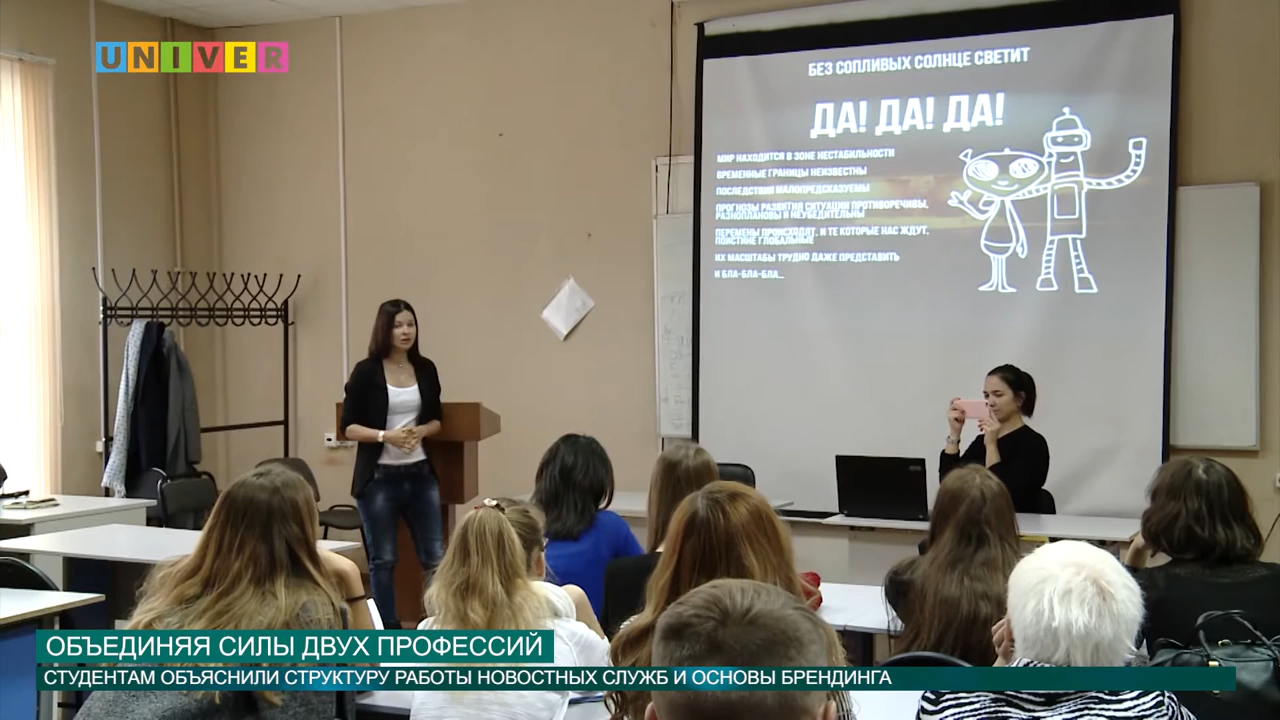 UNIVER
БЕЗ СОПЛИВЫХ СОЛНЦЕ СВЕТИТ
ДА! ДА! ДА!
МИР НАХОДИТСЯ В ЗОНЕ НЕСТАБИЛЬНОСТИ
ВРЕМЕННЫЕ ГРАНИЦЫ НЕИЗВЕСТНЫ
ПОСЛЕДСТВИЯ МАЛОПРЕДСКАЗУЕМЫ
ПРОГНОЗЫ РАЗВИТИЯ СИТУАЦИИ ПРОТИВОРЕЧИВЫ,
РАЗНОПЛАНОВЫ И НЕУБЕДИТЕЛЬНЫ
ПЕРЕМЕНЫ ПРОИСХОДЯТ, И ТЕ КОТОРЫЕ НАС ЖДУТ,
ПОИСТИНЕ ГЛОБАЛЬНЫЕ
ИХ МАСШТАБЫ ТРУДНО ДАЖЕ ПРЕДСТАВИТЬ
И БЛА-БЛА-БЛА...
ОБЪЕДИНЯЯ СИЛЫ ДВУХ ПРОФЕССИЙ
СТУДЕНТАМ ОБЪЯСНИЛИ СТРУКТУРУ РАБОТЫ НОВОСТНЫХ СЛУЖБ И ОСНОВЫ БРЕНДИНГА